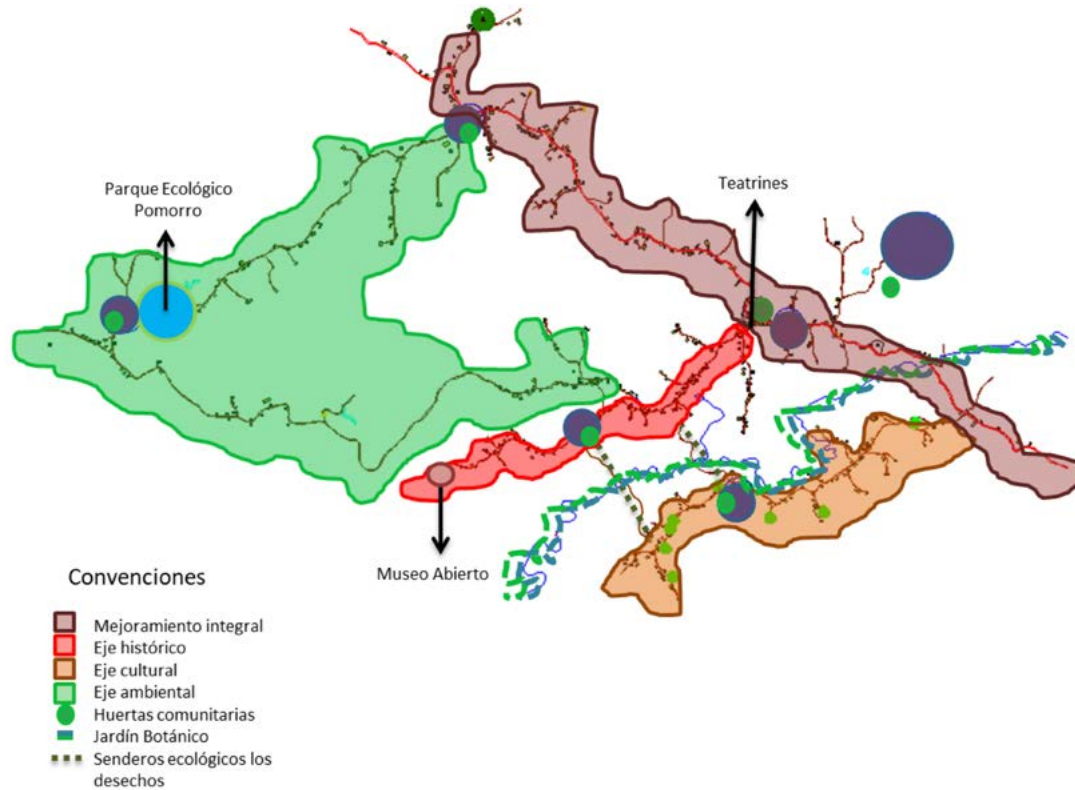 Parque Ecológico
Pomorro
Teatrines
Museo Abierto
Convenciones
Mejoramiento integral
Eje histórico
Eje cultural
Eje ambiental
Huertas comunitarias
Jardín Botánico
Senderos ecológicos los
desechos